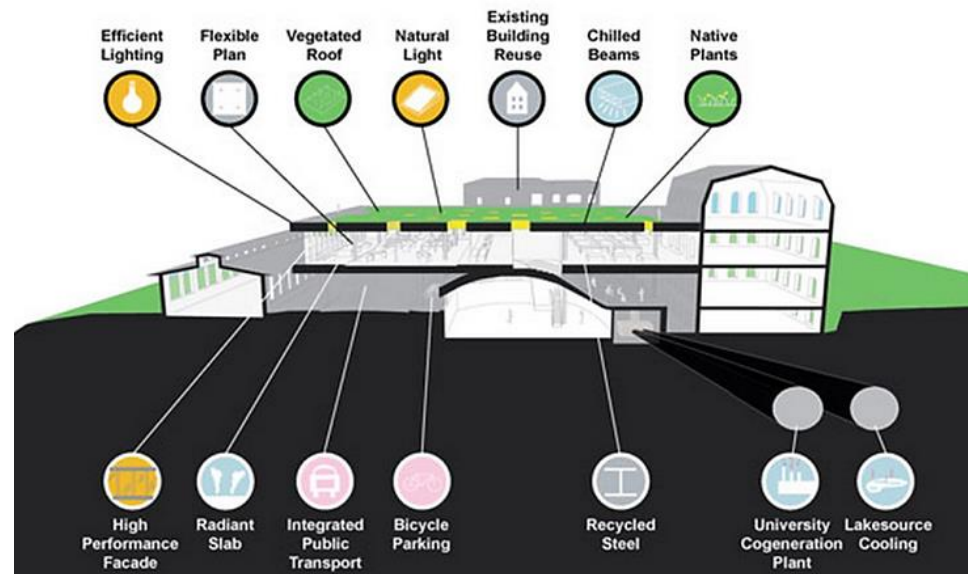 Efficient
Lighting
Flexible
Plan
Vegetated
Roof
Natural
Light
Existing
Building
Reuse
Chilled
Beams
Native
Plants
High
Performance
Facade
Radiant
Slab
Integrated
Public
Transport
Bicycle
Parking
Recycled
Steel
University
Cogeneration
Plant
Lakesource
Cooling